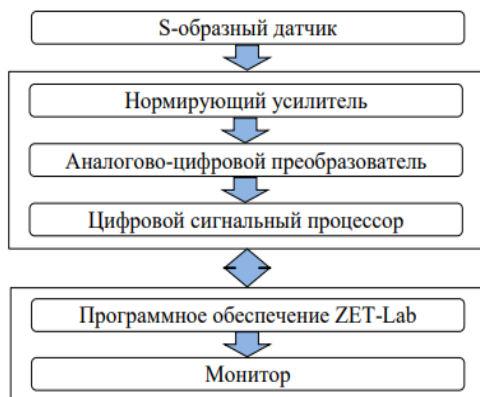 S-образный датчик
Нормирующий усилитель
Аналогово-цифровой преобразователь
Цифровой сигнальный процессор
Программное обеспечение ZET-Lab
Монитор